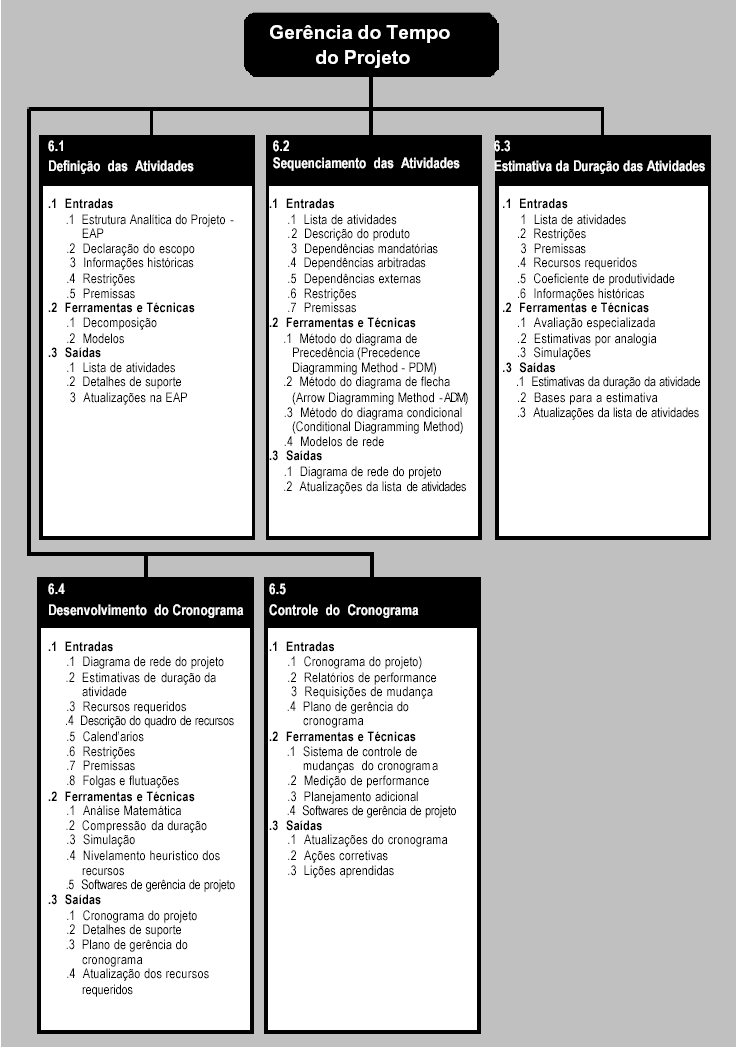 Gerência do Tempo
do Projeto
6.1
Definição das Atividades
.1 Entradas
.1 Estrutura Analítica do Projeto -
EAP
.2 Declaração do escopo
3 Informações históricas
.4 Restrições
.5 Premissas
.2 Ferramentas e Técnicas
.1 Decomposição
.2 Modelos
.3 Saídas
.1 Lista de atividades
.2 Detalhes de suporte
3 Atualizações na EAP
6.2
Sequenciamento das Atividades
.1 Entradas
.1 Lista de atividades
.2 Descrição do produto
3 Dependências mandatórias
.4 Dependências arbitradas
.5 Dependências externas
.6 Restrições
.7 Premissas
.2 Ferramentas e Técnicas
.1 Método do diagrama de
Precedência (Precedence
Diagramming Method - PDM)
.2 Método do diagrama de flecha
(Arrow Diagramming Method -ADM)
.3 Método do diagrama condicional
(Conditional Diagramming Method)
.4 Modelos de rede
.3 Saídas
.1 Diagrama de rede do projeto
.2 Atualizações da lista de atividades
6.3
Estimativa da Duração das Atividades
.1 Entradas
1 Lista de atividades
.2 Restrições
3 Premissas
.4 Recursos requeridos
.5 Coeficiente de produtividade
.6 Informações históricas
.2 Ferramentas e Técnicas
.1 Avaliação especializada
.2 Estimativas por analogia
.3 Simulações
.3 Saídas
.1 Estimativas da duração da atividade
.2 Bases para a estimativa
.3 Atualizações da lista de atividades
6.4
Desenvolvimento do Cronograma
.1 Entradas
.1 Diagrama de rede do projeto
.2 Estimativas de duração da
atividade
.3 Recursos requeridos
.4 Descrição do quadro de recursos
.5 Calend'arios
.6 Restrições
.7 Premissas
.8 Folgas e flutuações
.2 Ferramentas e Técnicas
.1 Análise Matemática
.2 Compressão da duração
.3 Simulação
.4 Nivelamento heurístico dos
recursos
.5 Softwares de gerência de projeto
.3 Saídas
.1 Cronograma do projeto
.2 Detalhes de suporte
.3 Plano de gerência do
cronograma
.4 Atualização dos recursos
requeridos
6.5
Controle do Cronograma
.1 Entradas
.1 Cronograma do projeto)
.2 Relatórios de performance
3 Requisições de mudança
.4 Plano de gerência do
cronograma
.2 Ferramentas e Técnicas
.1 Sistema de controle de
mudanças do cronograma
.2 Medição de performance
.3 Planejamento adicional
.4 Softwares de gerência de projeto
.3 Saídas
.1 Atualizações do cronograma
.2 Ações corretivas
.3 Lições aprendidas